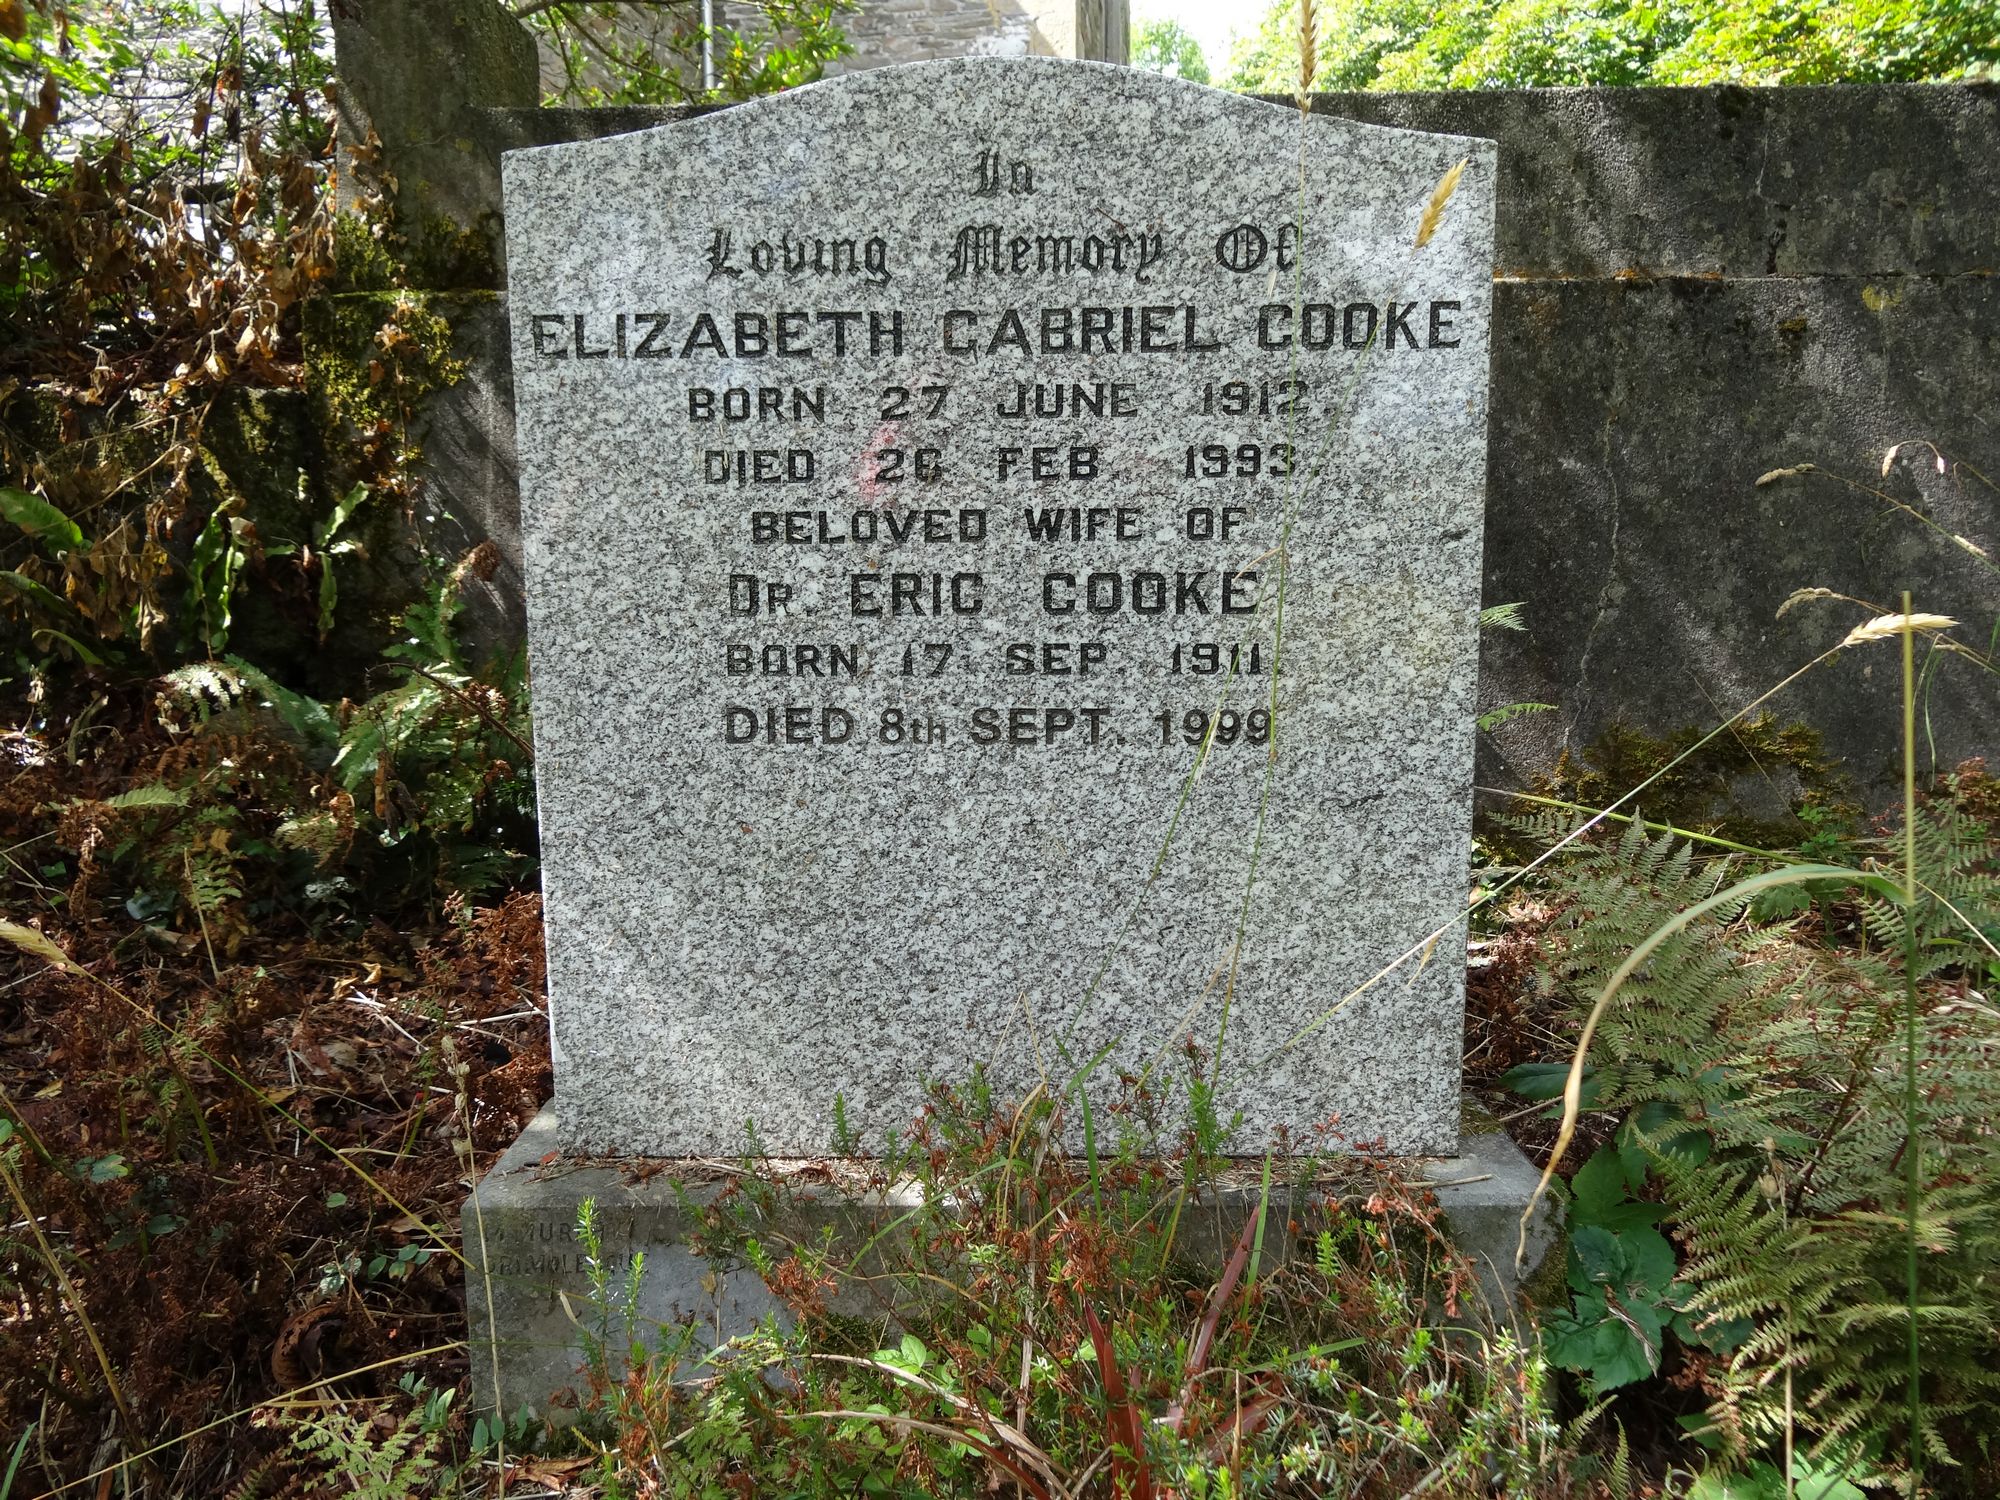 In
Loving Memory Of
ELIZABETH GABRIEL COOKE
BORN 27 JUNE 1912.
DIED 26 FEB. 1993.
BELOVED WIFE OF
DR. ERIC COOKE
BORN 17 SEP. 1911
DIED 8th SEPT. 1999